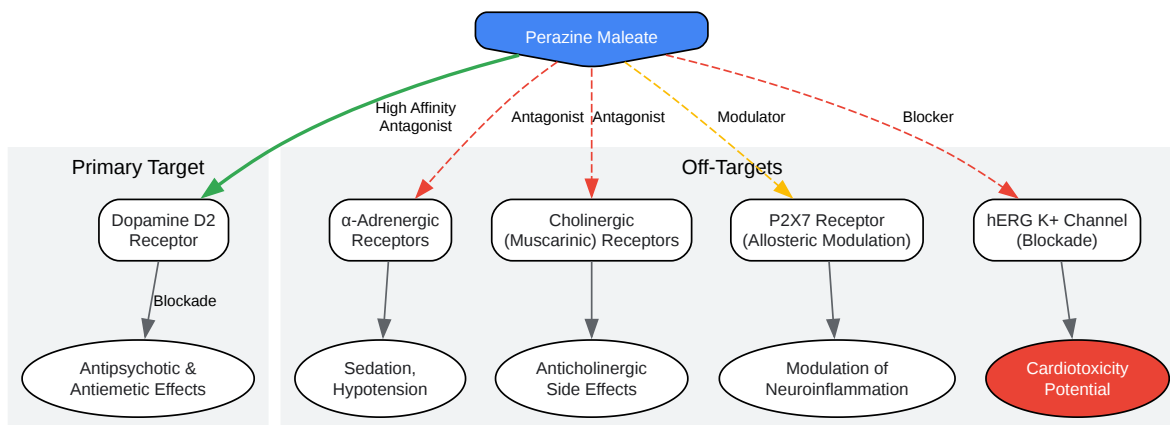 Perazine Maleate
High Affinity
Antagonist
Antagonist
Antagonist
Modulator
Blocker
Primary Target
Off-Targets
Dopamine D2
Receptor
α-Adrenergic
Receptors
Cholinergic
(Muscarinic) Receptors
P2X7 Receptor
(Allosteric Modulation)
hERG K+ Channel
(Blockade)
Blockade
Antipsychotic &
Antiemetic Effects
Sedation,
Hypotension
Anticholinergic
Side Effects
Modulation of
Neuroinflammation
Cardiotoxicity
Potential